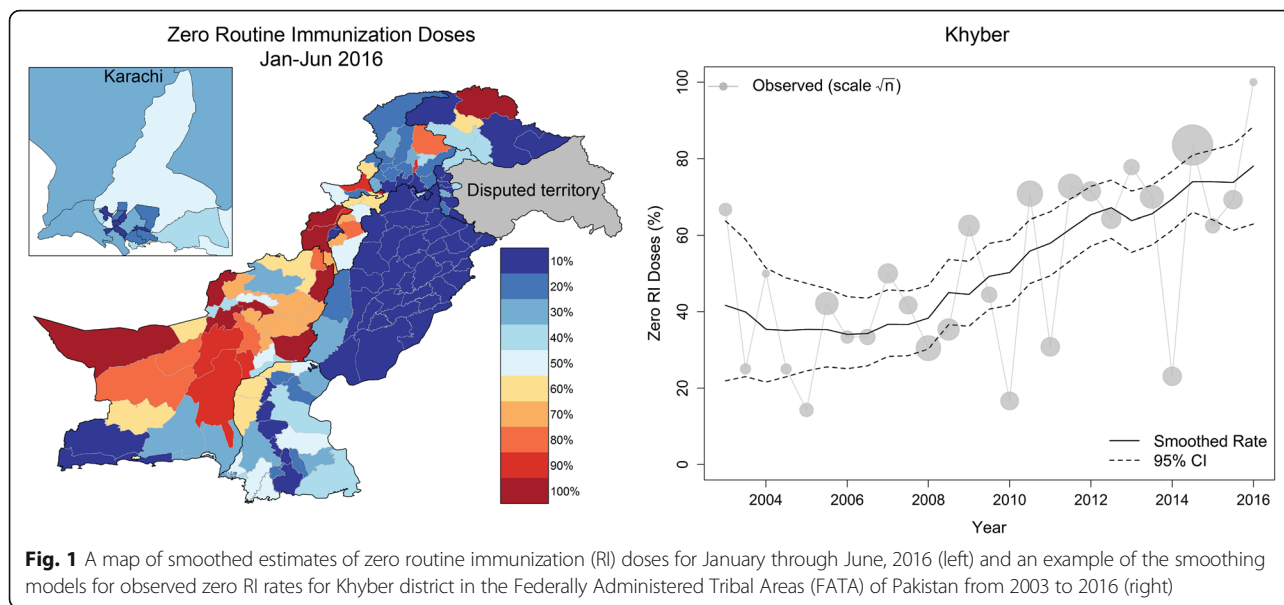 Zero Routine Immunization Doses
Jan-Jun 2016
Karachi
Disputed territory
10%
20%
30%
40%
50%
60%
70%
80%
90%
100%
Khyber
Observed (scale √n)
Zero RI Doses (%)
100
80
60
40
20
0
Smoothed Rate
95% CI
2004 2006 2008 2010 2012 2014 2016
Year
Fig. 1 A map of smoothed estimates of zero routine immunization (RI) doses for January through June, 2016 (left) and an example of the smoothing
models for observed zero RI rates for Khyber district in the Federally Administered Tribal Areas (FATA) of Pakistan from 2003 to 2016 (right)